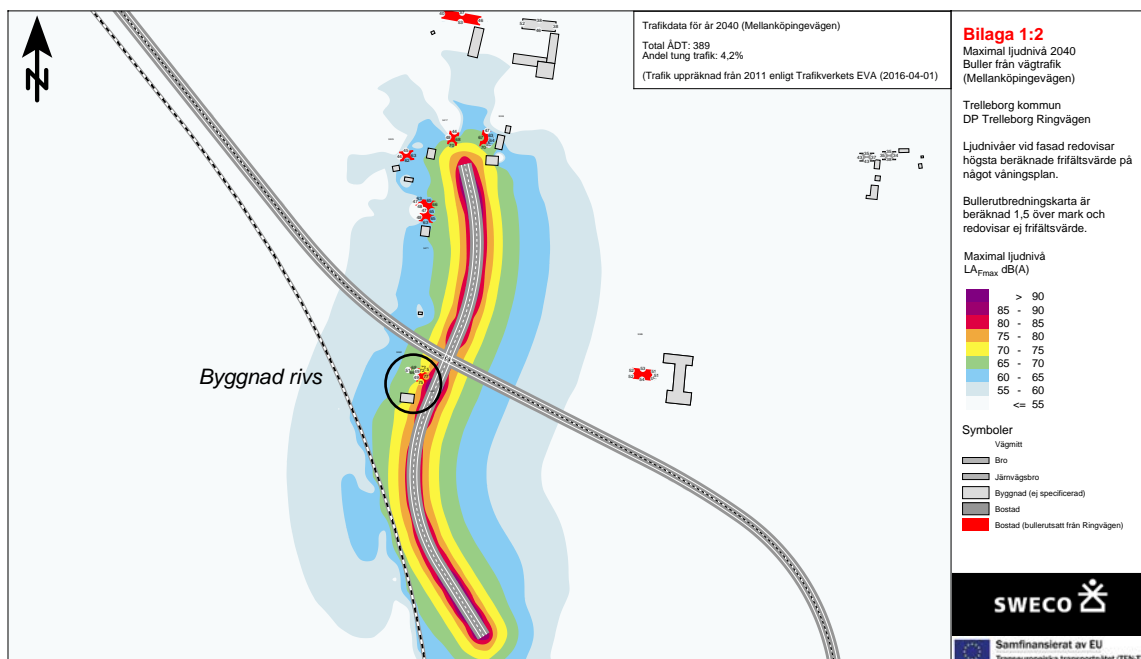 Trafikdata för år 2040 (Mellanköpingevägen)
Total ÅDT: 389
Andel tung trafik: 4,2%
(Trafik uppräknad från 2011 enligt Trafikverkets EVA (2016-04-01)
N
Byggnad rivs
Bilaga 1:2
Maximal ljudnivå 2040
Buller från vägtrafik
(Mellanköpingevägen)
Trelleborg kommun
DP Trelleborg Ringvägen
Ljudnivåer vid fasad redovisar
högsta beräknade frifältsvärde på
något våningsplan.
Bullerutbredningskarta är
beräknad 1,5 över mark och
redovisar ej frifältsvärde.
Maximal ljudnivå
LAFmax dB(A)
> 90
85 - 90
80 - 85
75 - 80
70 - 75
65 - 70
60 - 65
55 - 60
<= 55
Symboler
Vägmitt
Bro
Järnvägsbro
Byggnad (ej specificerad)
Bostad
Bostad (bullerutsatt från Ringvägen)
SWECO
Samfinansierat av EU